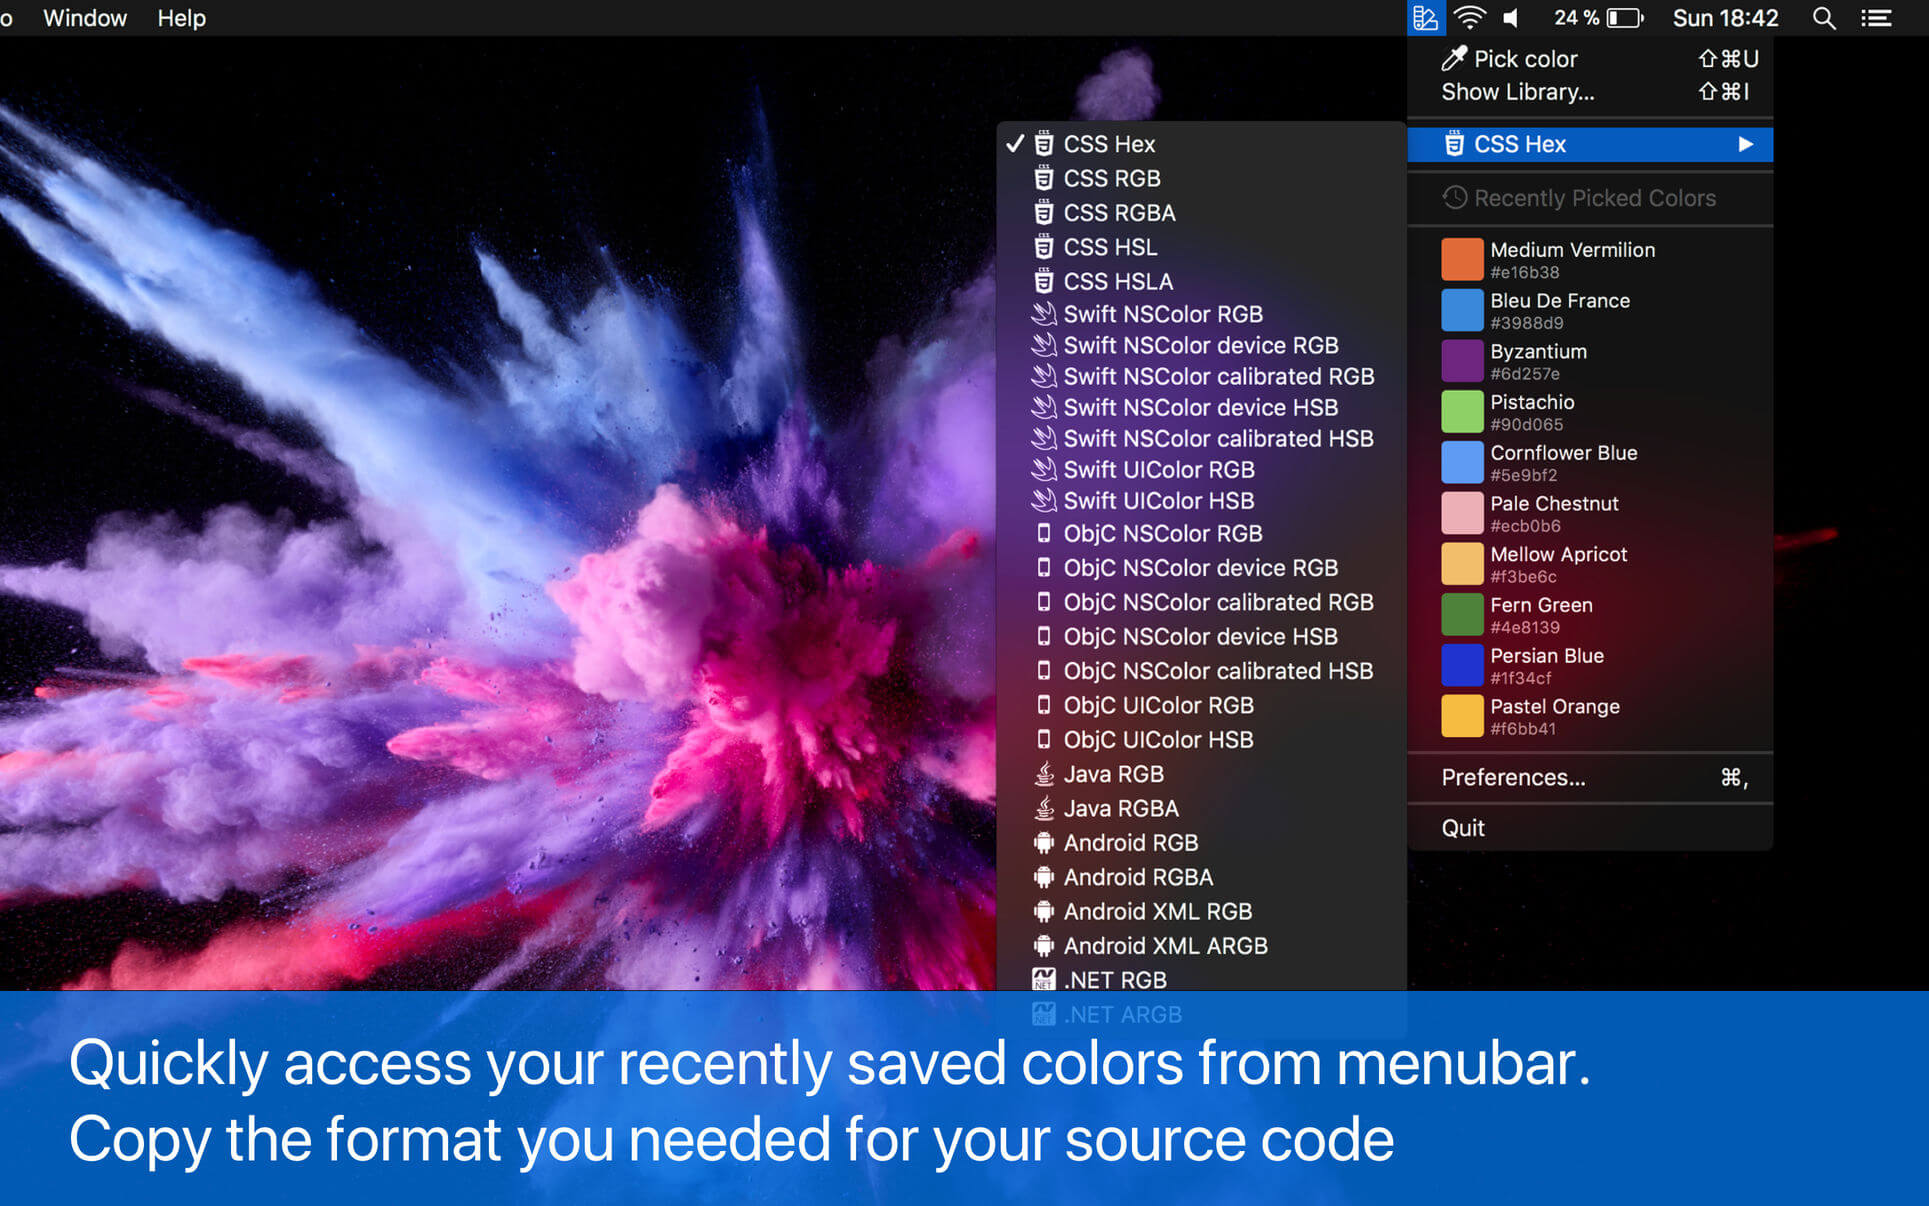 o Window Help
24 % Sun 18:42
Pick color ⇧⌘U
Show Library... ⇧⌘I
CSS Hex
Recently Picked Colors
Medium Vermilion
#e16b38
Bleu De France
#3988d9
Byzantium
#6d257e
Pistachio
#90d065
Cornflower Blue
#5e9bf2
Pale Chestnut
#ecb0b6
Mellow Apricot
#f3be6c
Fern Green
#4e8139
Persian Blue
#1f34cf
Pastel Orange
#f6bb41
Preferences... ⌘,
Quit
CSS Hex
CSS RGB
CSS RGBA
CSS HSL
CSS HSLA
Swift NSColor RGB
Swift NSColor device RGB
Swift NSColor calibrated RGB
Swift NSColor device HSB
Swift NSColor calibrated HSB
Swift UIColor RGB
Swift UIColor HSB
ObjC NSColor RGB
ObjC NSColor device RGB
ObjC NSColor calibrated RGB
ObjC NSColor device HSB
ObjC NSColor calibrated HSB
ObjC UIColor RGB
ObjC UIColor HSB
Java RGB
Java RGBA
Android RGB
Android RGBA
Android XML RGB
Android XML ARGB
.NET RGB
.NET ARGB
Quickly access your recently saved colors from menubar.
Copy the format you needed for your source code